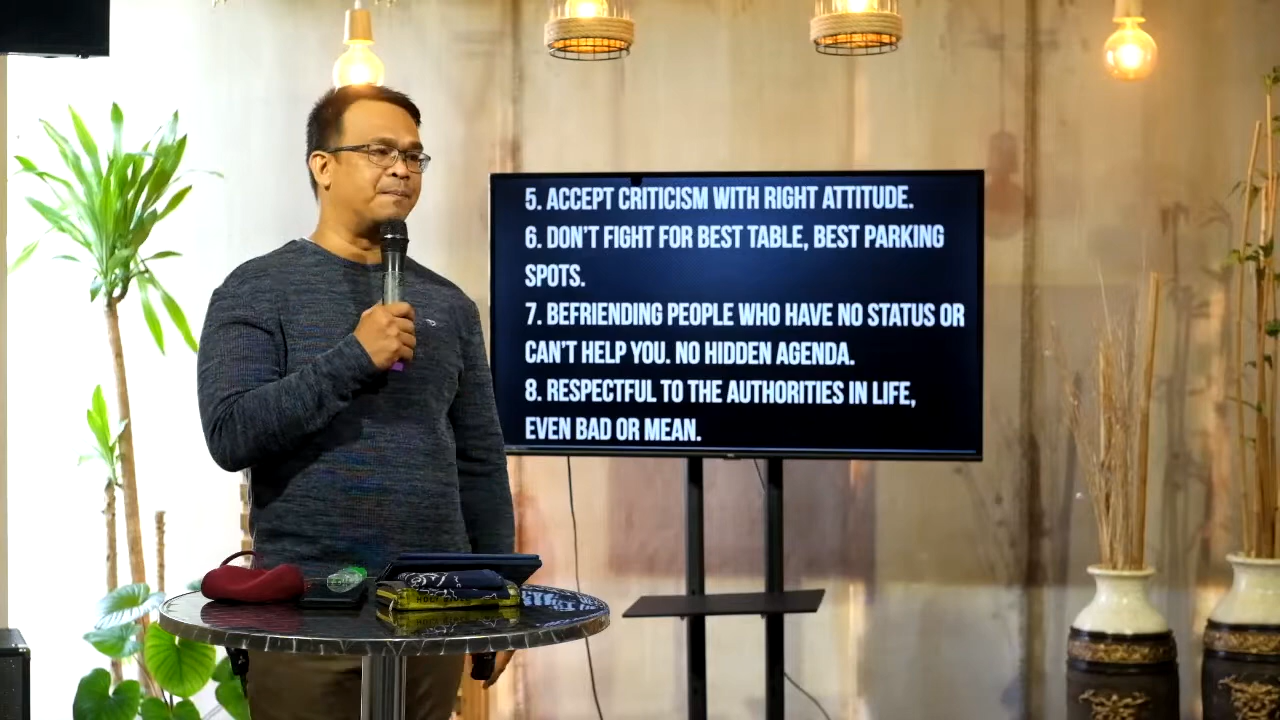 5. ACCEPT CRITICISM WITH RIGHT ATTITUDE.
6. DON'T FIGHT FOR BEST TABLE, BEST PARKING
SPOTS.
7. BEFRIENDING PEOPLE WHO HAVE NO STATUS OR
CAN'T HELP YOU. NO HIDDEN AGENDA.
8. RESPECTFUL TO THE AUTHORITIES IN LIFE,
EVEN BAD OR MEAN.